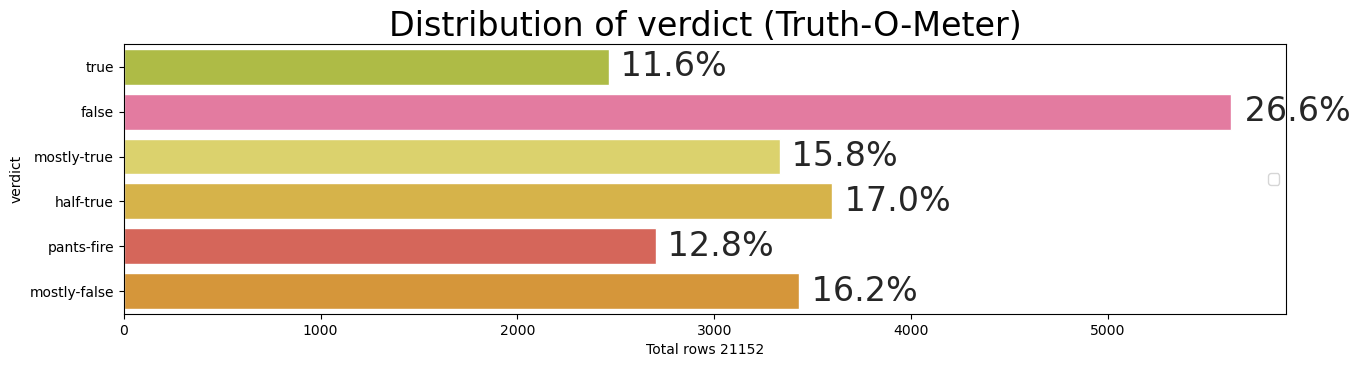 Distribution of verdict (Truth-O-Meter)
true 11.6%
false 26.6%
mostly-true 15.8%
half-true 17.0%
pants-fire 12.8%
mostly-false 16.2%
verdict
0 1000 2000 3000 4000 5000
Total rows 21152